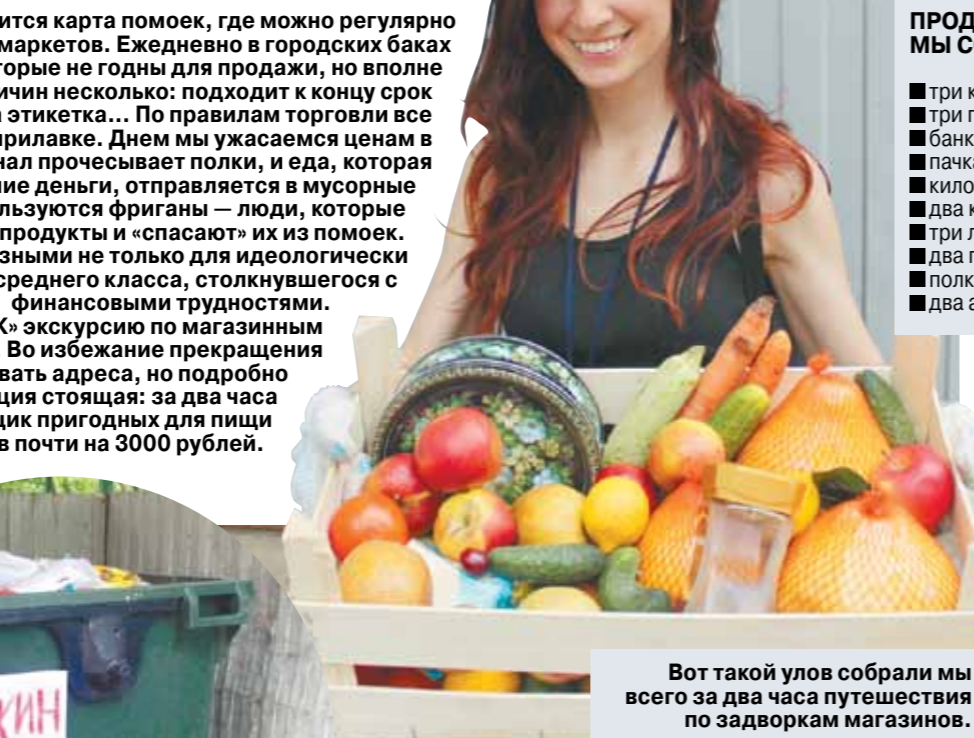 ится карта помоек, где можно регулярно
маркетов. Ежедневно в городских баках
торые не годны для продажи, но вполне
ичин несколько: подходит к концу срок
а этикетка… По правилам торговли все
прилавке. Днем мы ужасаемся ценам в
нал прочесывает полки, и еда, которая
ние деньги, отправляется в мусорные
льзуются фриганы — люди, которые
продукты и «спасают» их из помоек.
зными не только для идеологически
среднего класса, столкнувшегося с
финансовыми трудностями.
К» экскурсию по магазинным
. Во избежание прекращения
вать адреса, но подробно
ция стоящая: за два часа
щик пригодных для пищи
в почти на 3000 рублей.
ПРОД
МЫ С
три к
три г
банк
пачк
кило
два к
три л
два п
полк
два а
Вот такой улов собрали мы
всего за два часа путешествия
по задворкам магазинов.